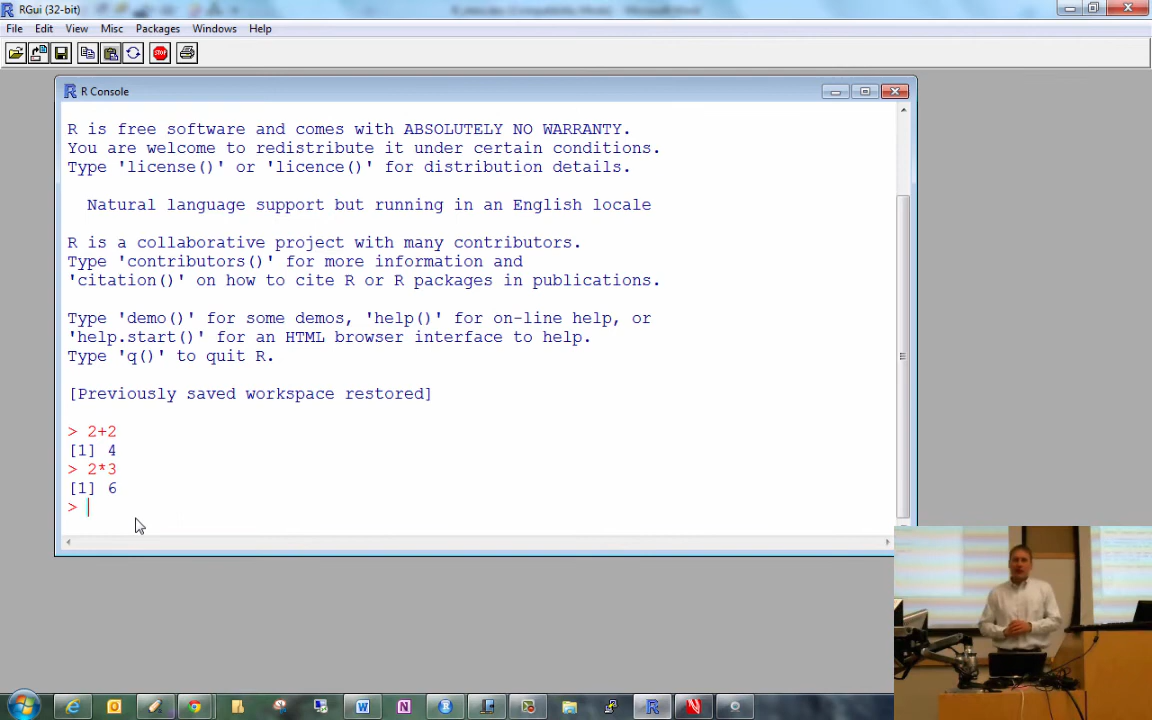 RGui (32-bit)
File Edit View Misc Packages Windows Help
STOP
R Console
R is free software and comes with ABSOLUTELY NO WARRANTY.
You are welcome to redistribute it under certain conditions.
Type 'license()' or 'licence()' for distribution details.
Natural language support but running in an English locale
R is a collaborative project with many contributors.
Type 'contributors()' for more information and
'citation()' on how to cite R or R packages in publications.
Type 'demo()' for some demos, 'help()' for on-line help, or
'help.start()' for an HTML browser interface to help.
Type 'q()' to quit R.
[Previously saved workspace restored]
> 2+2
[1] 4
> 2*3
[1] 6
>